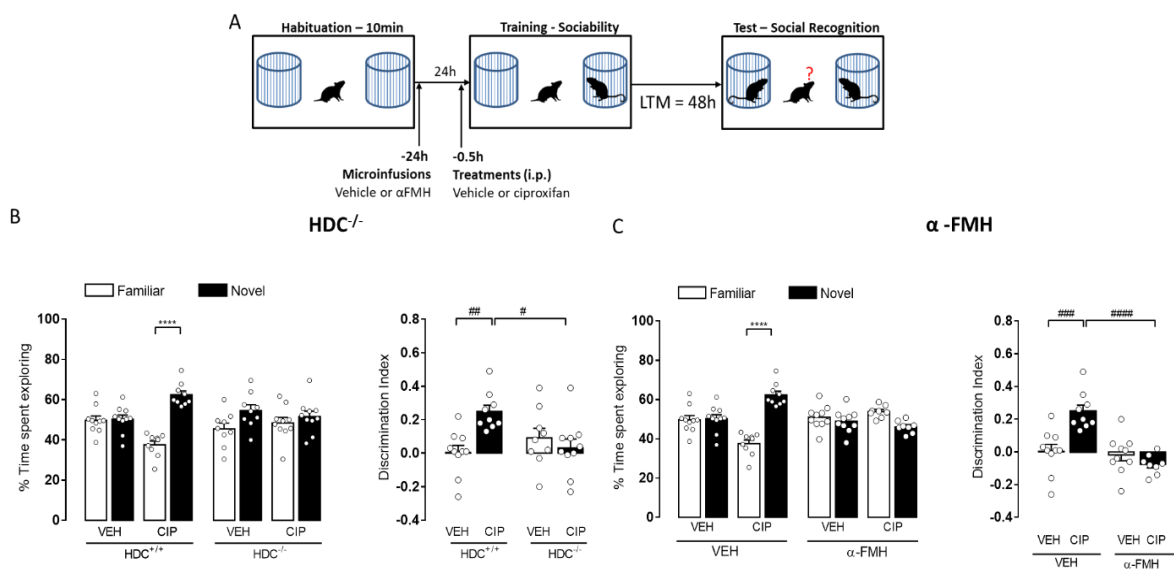 A
Habituation – 10min
Training - Sociability
Test – Social Recognition
24h
?
LTM = 48h
-24h
-0.5h
Microinfusions
Treatments (i.p.)
Vehicle or αFMH
Vehicle or ciproxifan
B
HDC-/-
Familiar
Novel
% Time spent exploring
100
80
60
40
20
0
****
VEH
CIP
VEH
CIP
HDC+/+
HDC-/-
Discrimination Index
0.8
0.6
0.4
0.2
0.0
-0.2
-0.4
##
#
VEH
CIP
VEH
CIP
HDC+/+
HDC-/-
C
α -FMH
Familiar
Novel
% Time spent exploring
100
80
60
40
20
0
****
VEH
CIP
VEH
CIP
VEH
α-FMH
Discrimination Index
0.8
0.6
0.4
0.2
0.0
-0.2
-0.4
###
####
VEH
CIP
VEH
CIP
VEH
α-FMH